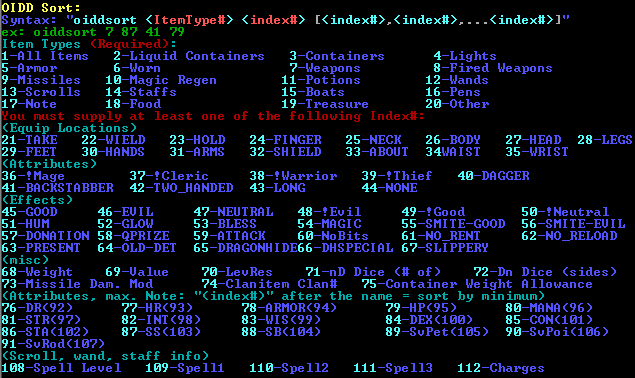 OIDD Sort:
Syntax: "oiddsort <ItemType#> <index#> [<index#>,<index#>,....<index#>]"
ex: oiddsort 7 87 41 79
Item Types (Required):
1-All Items 2-Liquid Containers 3-Containers 4-Lights
5-Armor 6-Worn 7-Weapons 8-Fired Weapons
9-Missiles 10-Magic Regen 11-Potions 12-Wands
13-Scrolls 14-Staffs 15-Boats 16-Pens
17-Note 18-Food 19-Treasure 20-Other
You must supply at least one of the following Index#:
(Equip Locations)
21-TAKE 22-WIELD 23-HOLD 24-FINGER 25-NECK 26-BODY 27-HEAD 28-LEGS
29-FEET 30-HANDS 31-ARMS 32-SHIELD 33-ABOUT 34WAIST 35-WRIST
(Attributes)
36-!Mage 37-!Cleric 38-!Warrior 39-!Thief 40-DAGGER
41-BACKSTABBER 42-TWO_HANDED 43-LONG 44-NONE
(Effects)
45-GOOD 46-EVIL 47-NEUTRAL 48-!Evil 49-!Good 50-!Neutral
51-HUM 52-GLOW 53-BLESS 54-MAGIC 55-SMITE-GOOD 56-SMITE-EVIL
57-DONATION 58-QPRIZE 59-ATTACK 60-NoBits 61-NO_RENT 62-NO_RELOAD
63-PRESENT 64-OLD-DET 65-DRAGONHIDE66-DHSPECIAL 67-SLIPPERY
(misc)
68-Weight 69-Value 70-LevRes 71-nD Dice (# of) 72-Dn Dice (sides)
73-Missile Dam. Mod 74-Clanitem Clan# 75-Container Weight Allowance
(Attributes, max. Note: "(index#)" after the name = sort by minimum)
76-DR(92) 77-HR(93) 78-ARMOR(94) 79-HP(95) 80-MANA(96)
81-STR(97) 82-INT(98) 83-WIS(99) 84-DEX(100) 85-CON(101)
86-STA(102) 87-SS(103) 88-SB(104) 89-SvPet(105) 90-SvPoi(106)
91-SvRod(107)
(Scroll, wand, staff info)
108-Spell Level 109-Spell1 110-Spell2 111-Spell3 112-Charges